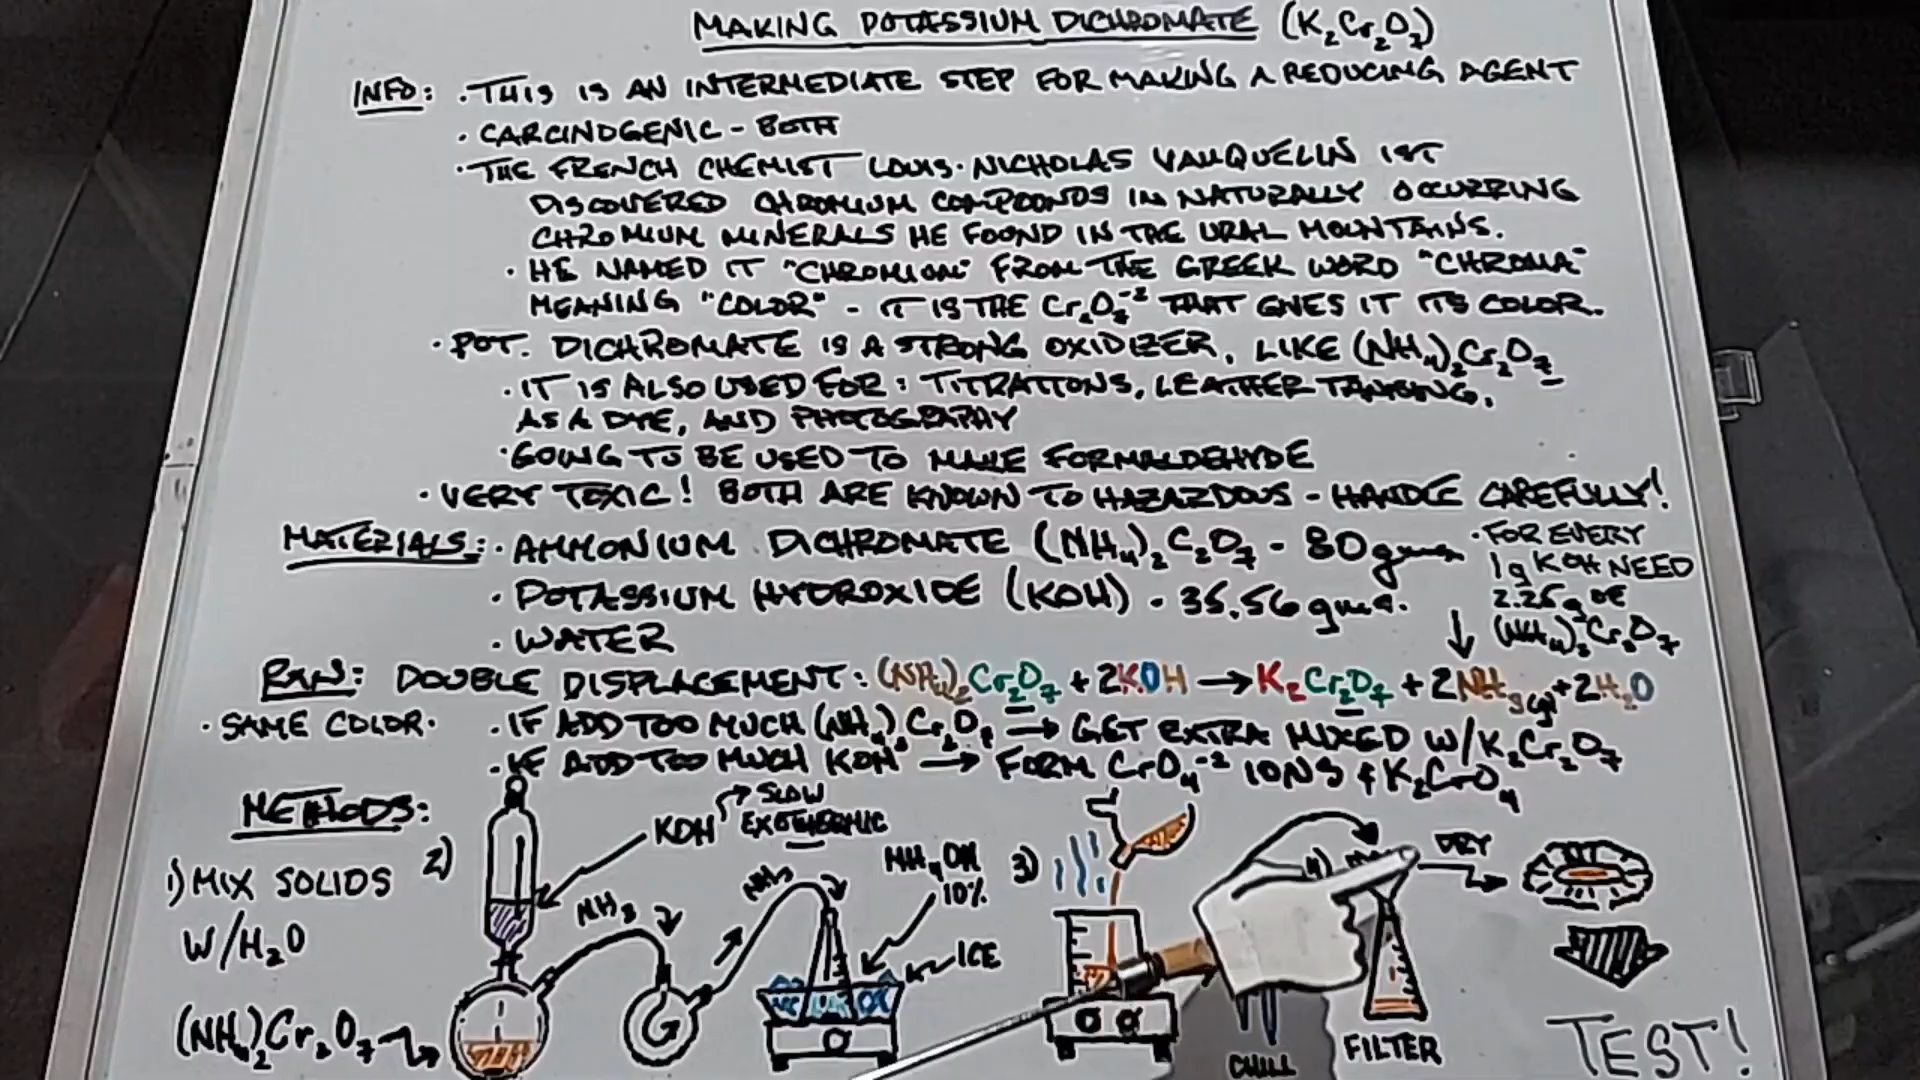 MAKING POTASSIUM DICHROMATE (K₂Cr₂O₇)
INFO: · THIS IS AN INTERMEDIATE STEP FOR MAKING A REDUCING AGENT
· CARCINOGENIC - BOTH
· THE FRENCH CHEMIST LOUIS-NICHOLAS VAUQUELIN 1ST
DISCOVERED CHROMIUM COMPOUNDS IN NATURALLY OCCURRING
CHROMIUM MINERALS HE FOUND IN THE URAL MOUNTAINS.
· HE NAMED IT "CHROMIUM" FROM THE GREEK WORD "CHROMA"
MEANING "COLOR" - IT IS THE Cr₂O₇⁻² THAT GIVES IT ITS COLOR.
· POT. DICHROMATE IS A STRONG OXIDIZER, LIKE (NH₄)₂Cr₂O₇
· IT IS ALSO USED FOR: TITRATIONS, LEATHER TANNING,
AS A DYE, AND PHOTOGRAPHY
· GOING TO BE USED TO MAKE FORMALDEHYDE
· VERY TOXIC! BOTH ARE KNOWN TO HAZARDOUS - HANDLE CAREFULLY!
MATERIALS: · AMMONIUM DICHROMATE (NH₄)₂C₂O₇ - 80 grams
· FOR EVERY
1g KOH NEED
2.25g OF
(NH₄)₂Cr₂O₇
· POTASSIUM HYDROXIDE (KOH) - 35.56 grams.
· WATER
RXN: DOUBLE DISPLACEMENT: (NH₄)₂Cr₂O₇ + 2KOH → K₂Cr₂O₇ + 2NH₃(g) + 2H₂O
· SAME COLOR · · IF ADD TOO MUCH (NH₄)₂Cr₂O₇ → GET EXTRA MIXED W/K₂Cr₂O₇
· IF ADD TOO MUCH KOH → FORM CrO₄⁻² IONS + K₂CrO₄
METHODS:
1) MIX SOLIDS
W/H₂O
(NH₄)₂Cr₂O₇
2)
KOH → SLOW
EXOTHERMIC
NH₃
NH₃
NH₄OH
10%
ICE
3)
4)
CHILL
FILTER
DRY
TEST!